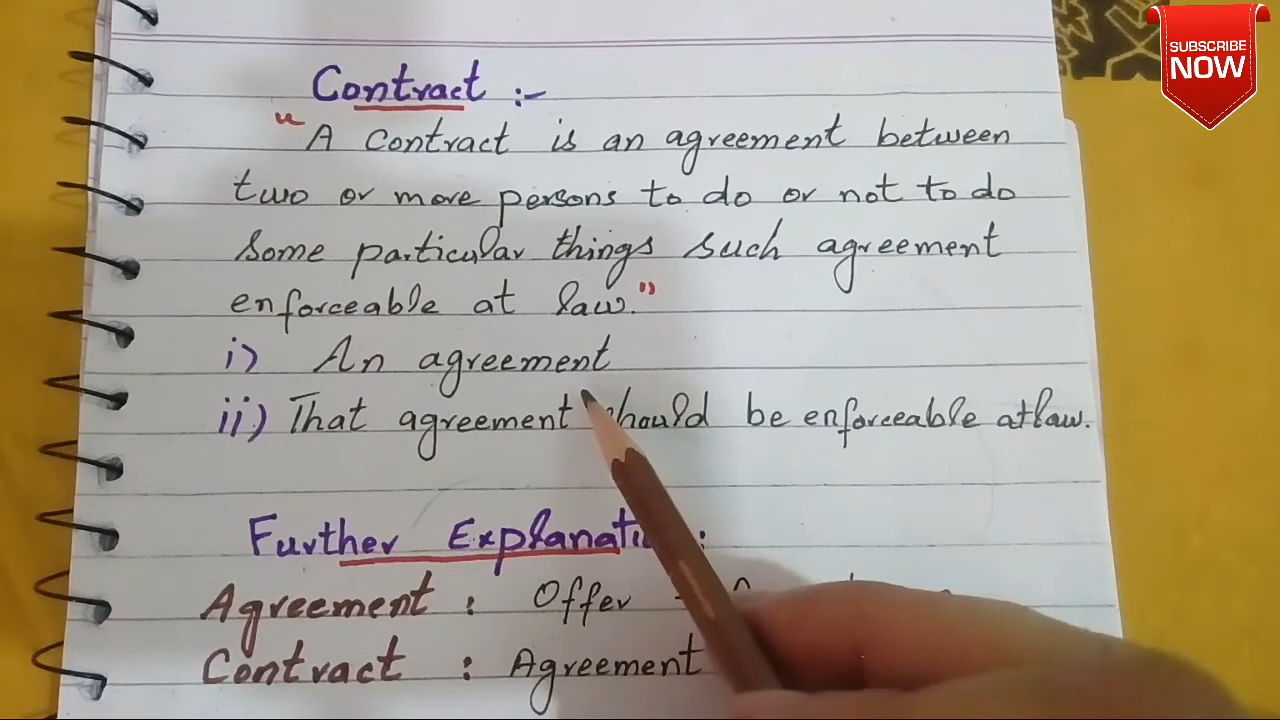 SUBSCRIBE
NOW
Contract :-
"A Contract is an agreement between
two or more persons to do or not to do
Some particular things such agreement
enforceable at law."
i) An agreement
ii) That agreement should be enforceable at law.
Further Explanation:
Agreement : Offer
Contract : Agreement